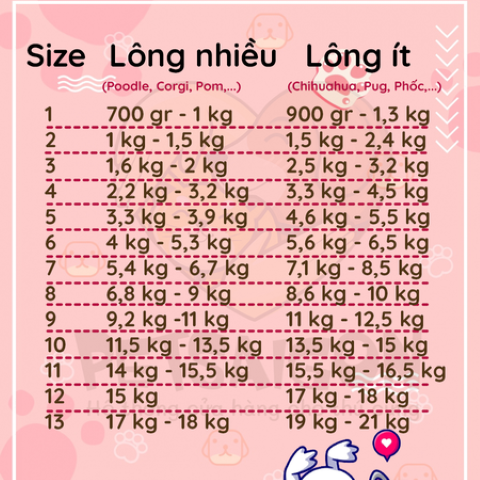 Size Lông nhiều Lông ít
(Poodle, Corgi, Pom,...) (Chihuahua, Pug, Phốc,...)
1 700 gr - 1 kg 900 gr - 1,3 kg
2 1 kg - 1,5 kg 1,5 kg - 2,4 kg
3 1,6 kg - 2 kg 2,5 kg - 3,2 kg
4 2,2 kg - 3,2 kg 3,3 kg - 4,5 kg
5 3,3 kg - 3,9 kg 4,6 kg - 5,5 kg
6 4 kg - 5,3 kg 5,6 kg - 6,5 kg
7 5,4 kg - 6,7 kg 7,1 kg - 8,5 kg
8 6,8 kg - 9 kg 8,6 kg - 10 kg
9 9,2 kg -11 kg 11 kg - 12,5 kg
10 11,5 kg - 13,5 kg 13,5 kg - 15 kg
11 14 kg - 15,5 kg 15,5 kg - 16,5 kg
12 15 kg 17 kg - 18 kg
13 17 kg - 18 kg 19 kg - 21 kg